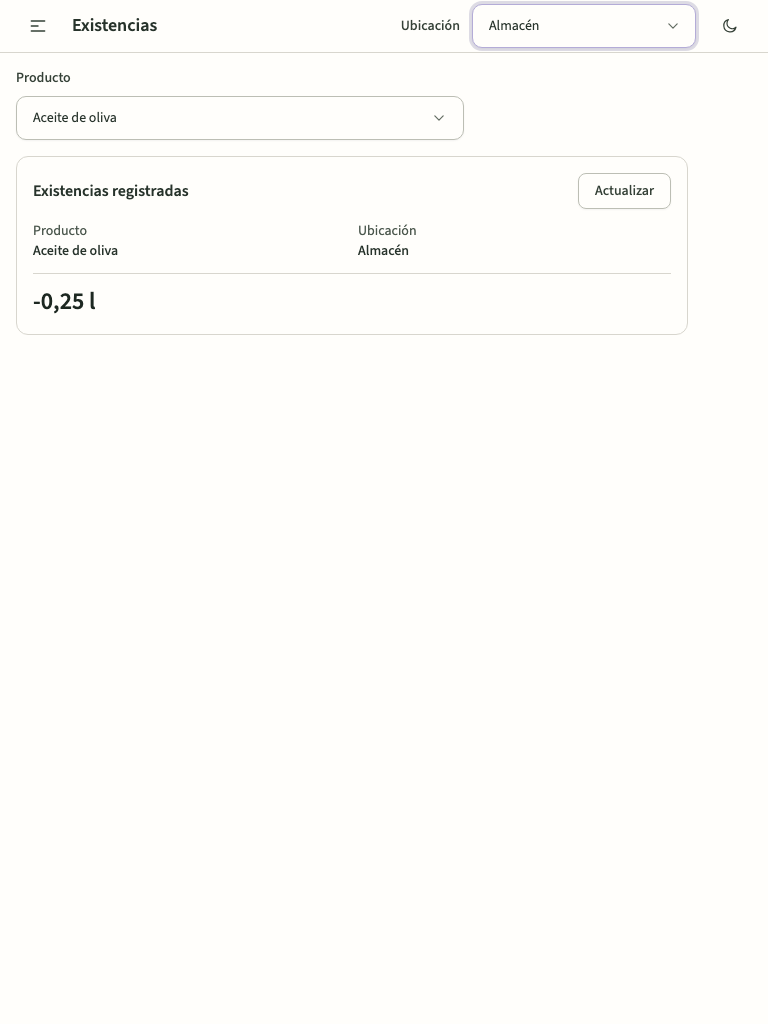 Existencias
Ubicación
Almacén
Producto
Aceite de oliva
Existencias registradas
Actualizar
Producto
Ubicación
Aceite de oliva
Almacén
-0,25 l